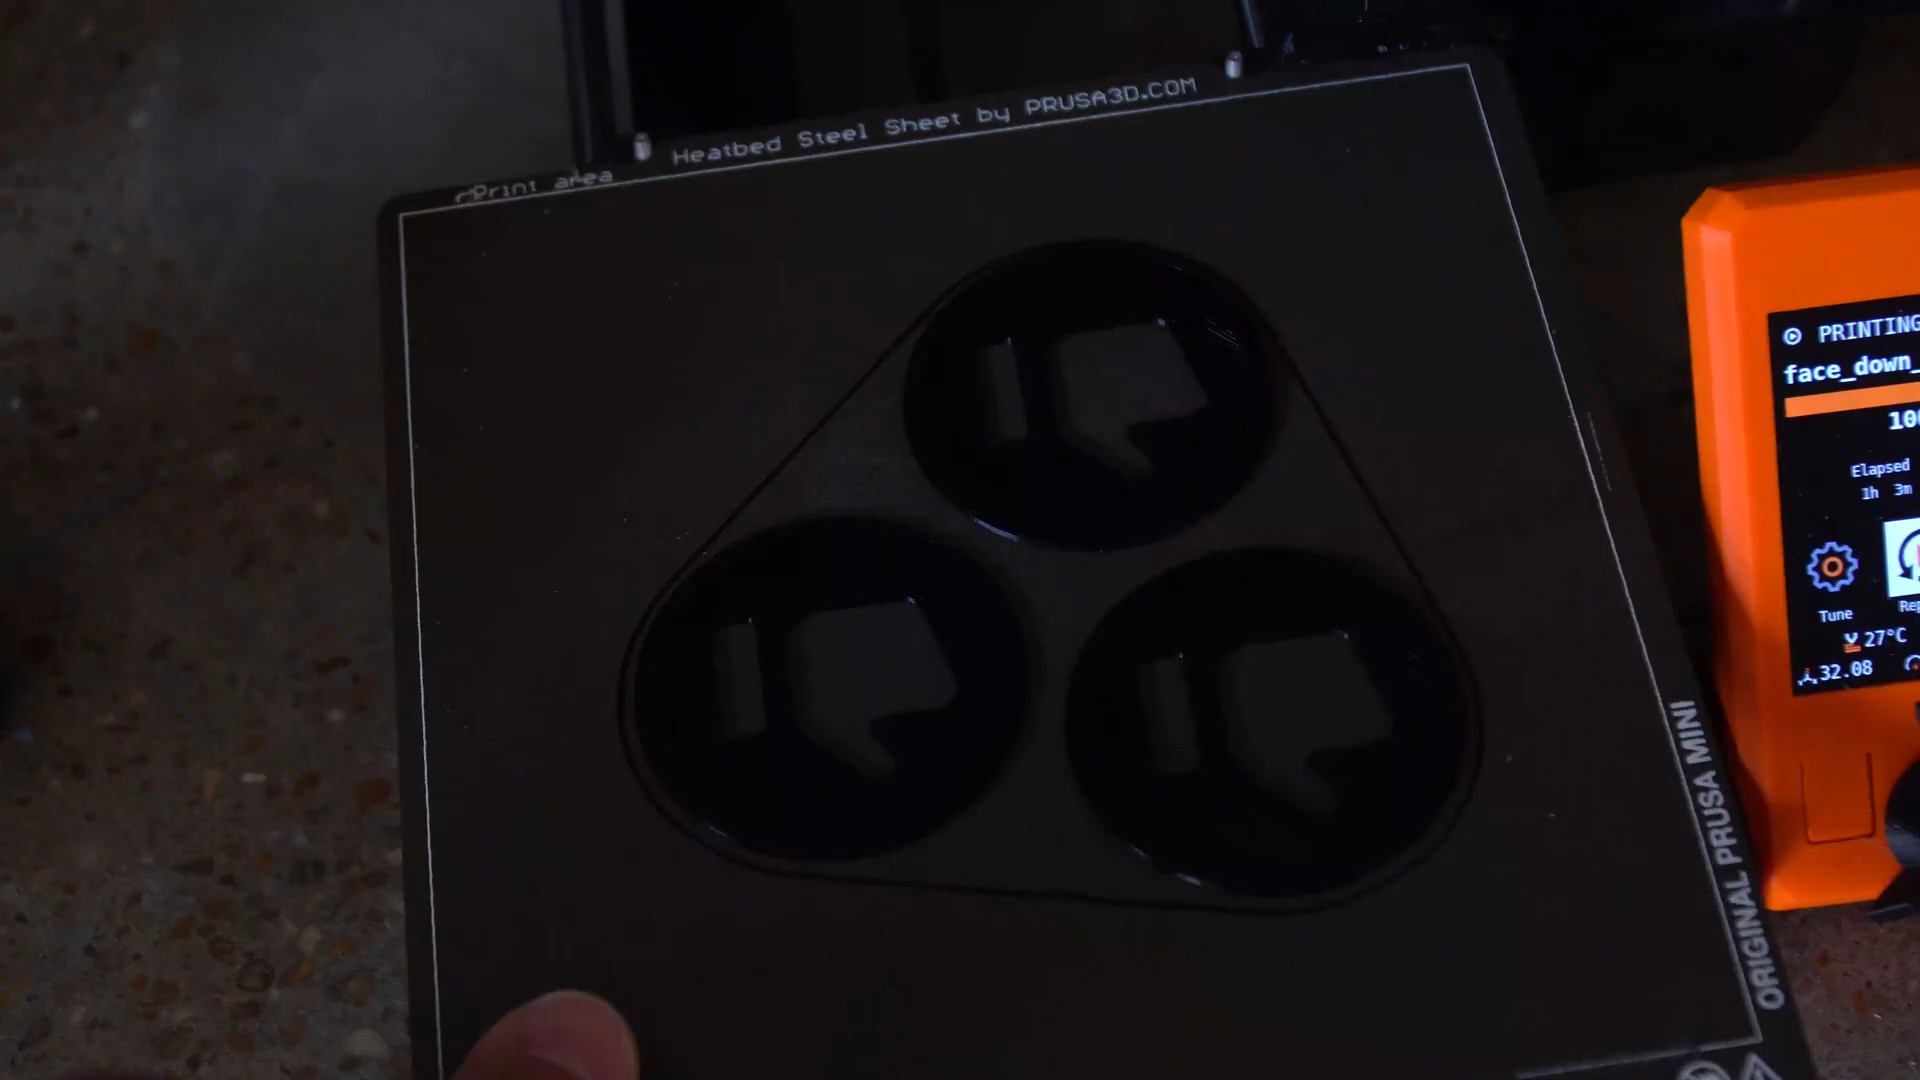 Heatbed Steel Sheet by PRUSA3D.COM
Print area
PRINTING
face_down_
Elapsed
1h 3m
Tune
27°C
32.08
ORIGINAL PRUSA MINI